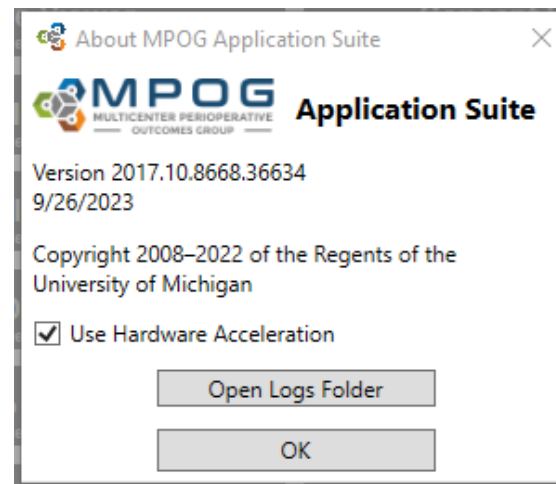 About MPOG Application Suite
MPOG
MULTICENTER PERIOPERATIVE
OUTCOMES GROUP
Application Suite
Version 2017.10.8668.36634
9/26/2023
Copyright 2008–2022 of the Regents of the
University of Michigan
Use Hardware Acceleration
Open Logs Folder
OK